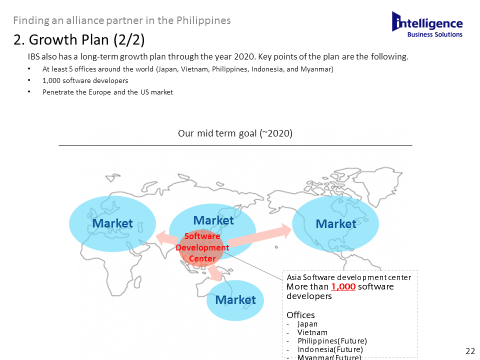 Finding an alliance partner in the Philippines
intelligence
Business Solutions
2. Growth Plan (2/2)
IBS also has a long-term growth plan through the year 2020. Key points of the plan are the following.
• At least 5 offices around the world (Japan, Vietnam, Philippines, Indonesia, and Myanmar)
• 1,000 software developers
• Penetrate the Europe and the US market
Our mid term goal (~2020)
Market
Market
Market
Software
Development
Center
Market
Asia Software development center
More than 1,000 software
developers
Offices
- Japan
- Vietnam
- Philippines(Future)
- Indonesia(Future)
- Myanmar(Future)
22